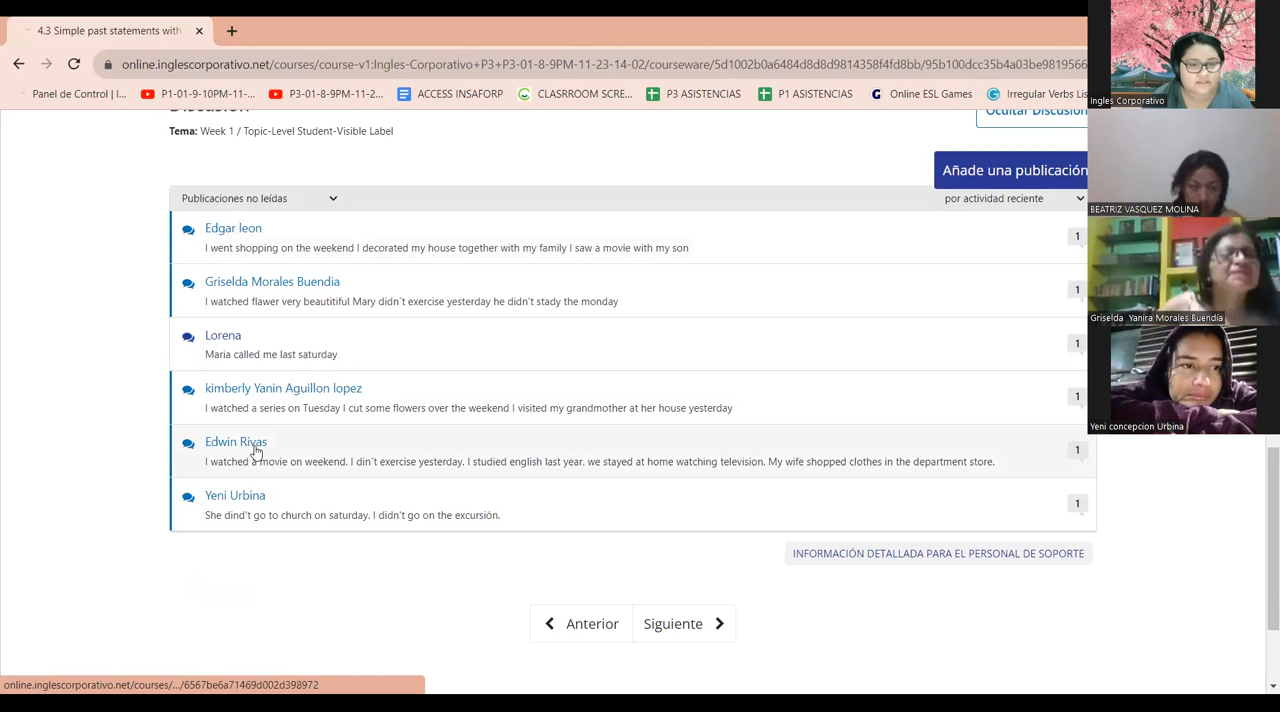 4.3 Simple past statements with
online.inglescorporativo.net/courses/course-v1:Ingles-Corporativo+P3+P3-01-8-9PM-11-23-14-02/courseware/5d1002b0a6484d8d8d9814358f4fd8bb/95b100dcc35b4a03be9819566
Panel de Control | I...
P1-01-9-10PM-11-...
P3-01-8-9PM-11-2...
ACCESS INSAFORP
CLASRROOM SCRE...
P3 ASISTENCIAS
P1 ASISTENCIAS
Online ESL Games
Irregular Verbs Lis
Ingles Corporativo
Tema: Week 1 / Topic-Level Student-Visible Label
Ocultar Discusión
Añade una publicación
Publicaciones no leídas
por actividad reciente
BEATRIZ VASQUEZ MOLINA
Edgar leon
1
I went shopping on the weekend I decorated my house together with my family I saw a movie with my son
Griselda Morales Buendia
1
I watched flawer very beautitiful Mary didn´t exercise yesterday he didn't stady the monday
Griselda Yanira Morales Buendía
Lorena
1
Maria called me last saturday
kimberly Yanin Aguillon lopez
1
I watched a series on Tuesday I cut some flowers over the weekend I visited my grandmother at her house yesterday
Yeni concepcion Urbina
Edwin Rivas
1
I watched a movie on weekend. I din´t exercise yesterday. I studied english last year. we stayed at home watching television. My wife shopped clothes in the department store.
Yeni Urbina
1
She dind't go to church on saturday. I didn't go on the excursión.
INFORMACIÓN DETALLADA PARA EL PERSONAL DE SOPORTE
Anterior
Siguiente
online.inglescorporativo.net/courses/.../6567be6a71469d002d398972